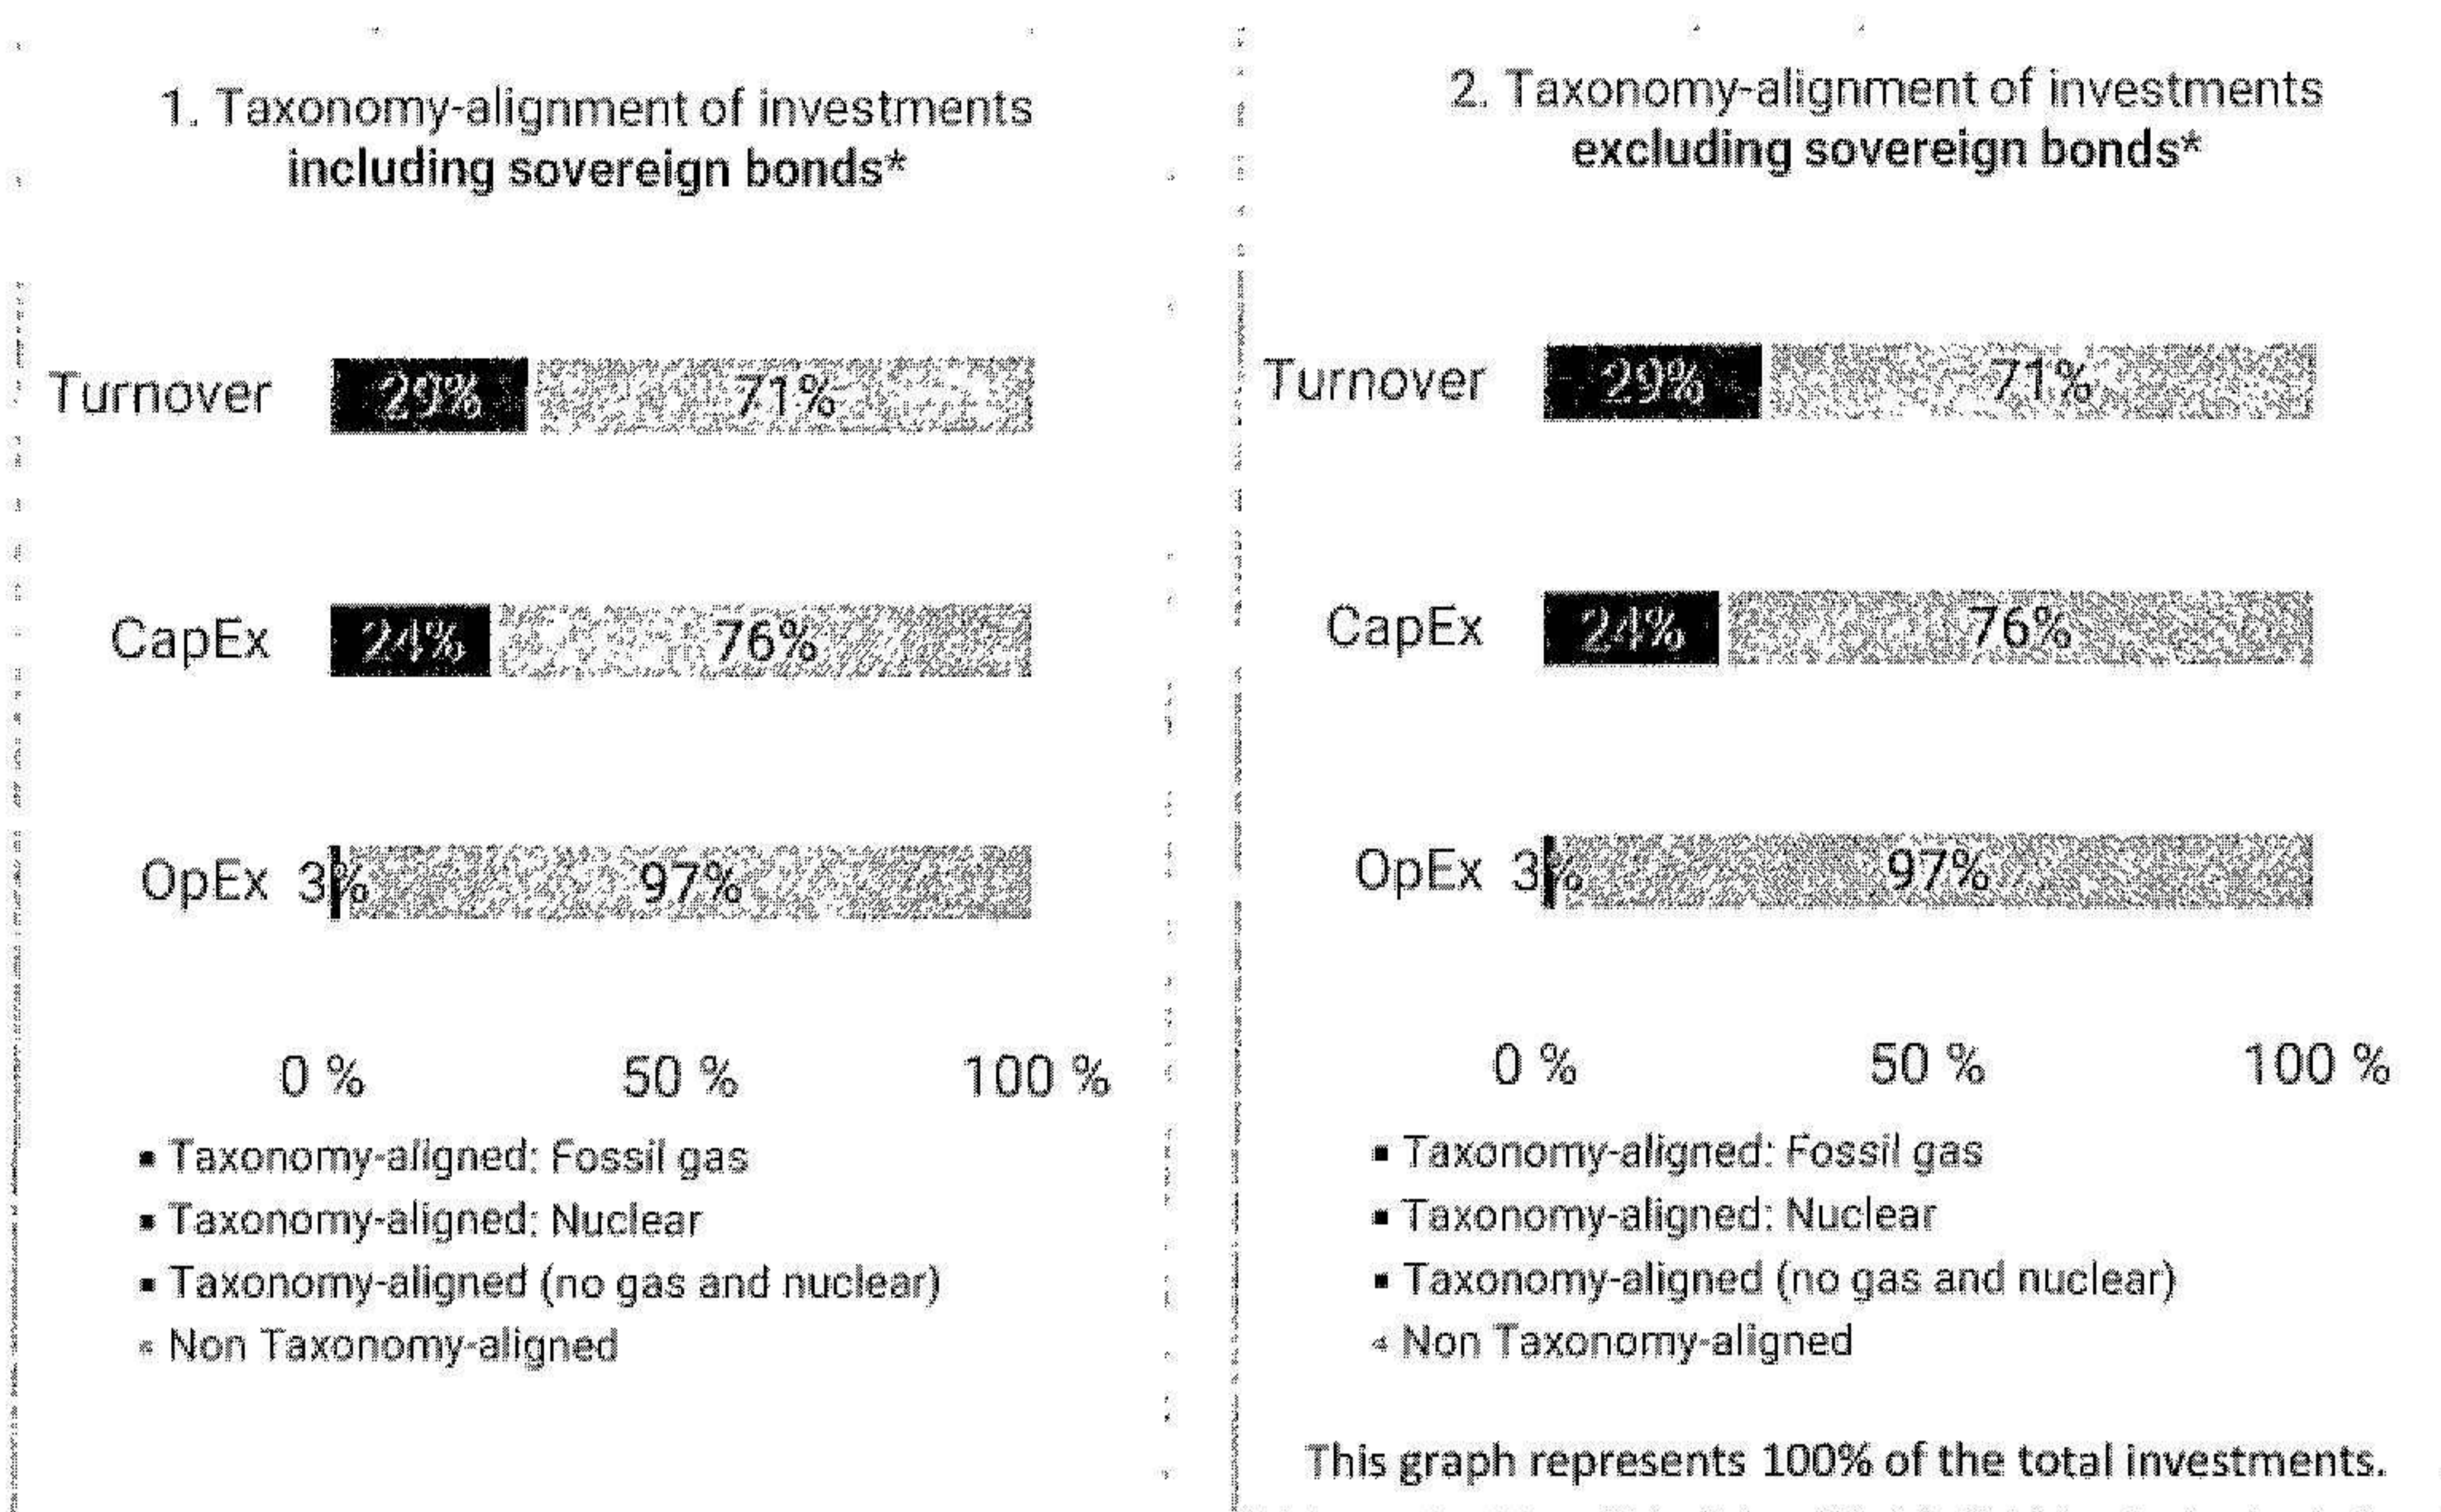 1. Taxonomy-alignment of investments
including sovereign bonds*
Turnover 29% 71%
CapEx 24% 76%
OpEx 3% 97%
0 % 50 % 100 %
Taxonomy-aligned: Fossil gas
Taxonomy-aligned: Nuclear
Taxonomy-aligned (no gas and nuclear)
Non Taxonomy-aligned
2. Taxonomy-alignment of investments
excluding sovereign bonds*
Turnover 29% 71%
CapEx 24% 76%
OpEx 3% 97%
0 % 50 % 100 %
Taxonomy-aligned: Fossil gas
Taxonomy-aligned: Nuclear
Taxonomy-aligned (no gas and nuclear)
Non Taxonomy-aligned
This graph represents 100% of the total investments.